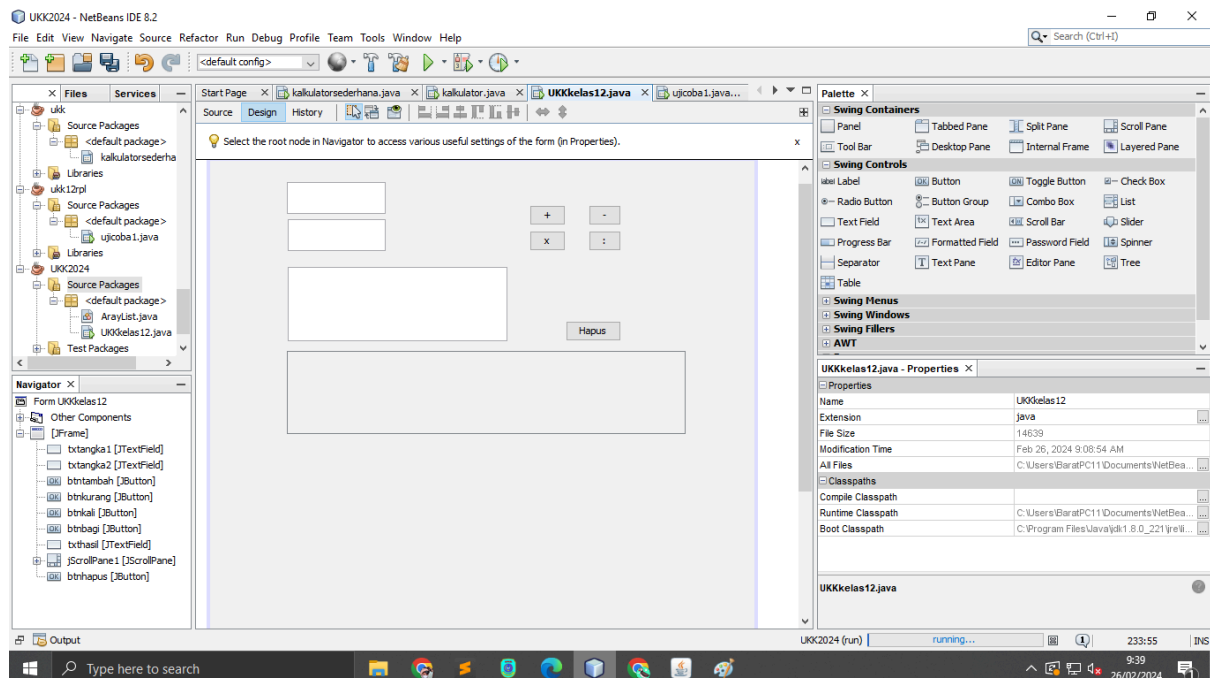 UKK2024 - NetBeans IDE 8.2
File Edit View Navigate Source Refactor Run Debug Profile Team Tools Window Help
Search (Ctrl+I)
<default config>
Files Services
ukk
Source Packages
<default package>
kalkulatorsederha
Libraries
ukk12rpl
Source Packages
<default package>
ujicoba1.java
Libraries
UKK2024
Source Packages
<default package>
ArayList.java
UKKkelas12.java
Test Packages
Navigator
Form UKKkelas12
Other Components
[JFrame]
txtangka1 [JTextField]
txtangka2 [JTextField]
btntambah [JButton]
btnkurang [JButton]
btnkali [JButton]
btnbagi [JButton]
txthasil [JTextField]
jScrollPane1 [JScrollPane]
btnhapus [JButton]
Start Page kalkulatorsederhana.java kalkulator.java UKKkelas12.java ujicoba1.java...
Source Design History
Select the root node in Navigator to access various useful settings of the form (in Properties). x
+ -
x :
Hapus
Palette
Swing Containers
Panel Tabbed Pane Split Pane Scroll Pane
Tool Bar Desktop Pane Internal Frame Layered Pane
Swing Controls
label Label OK Button ON Toggle Button Check Box
Radio Button Button Group Combo Box List
Text Field Text Area Scroll Bar Slider
Progress Bar Formatted Field Password Field Spinner
Separator Text Pane Editor Pane Tree
Table
Swing Menus
Swing Windows
Swing Fillers
AWT
UKKkelas12.java - Properties
Properties
Name UKKkelas12
Extension java
File Size 14639
Modification Time Feb 26, 2024 9:08:54 AM
All Files C:\Users\BaratPC11\Documents\NetBea...
Classpaths
Compile Classpath
Runtime Classpath C:\Users\BaratPC11\Documents\NetBea...
Boot Classpath C:\Program Files\Java\jdk1.8.0_221\jre\li...
UKKkelas12.java
Output
UKK2024 (run) running... 233:55 INS
Type here to search
9:39
26/02/2024